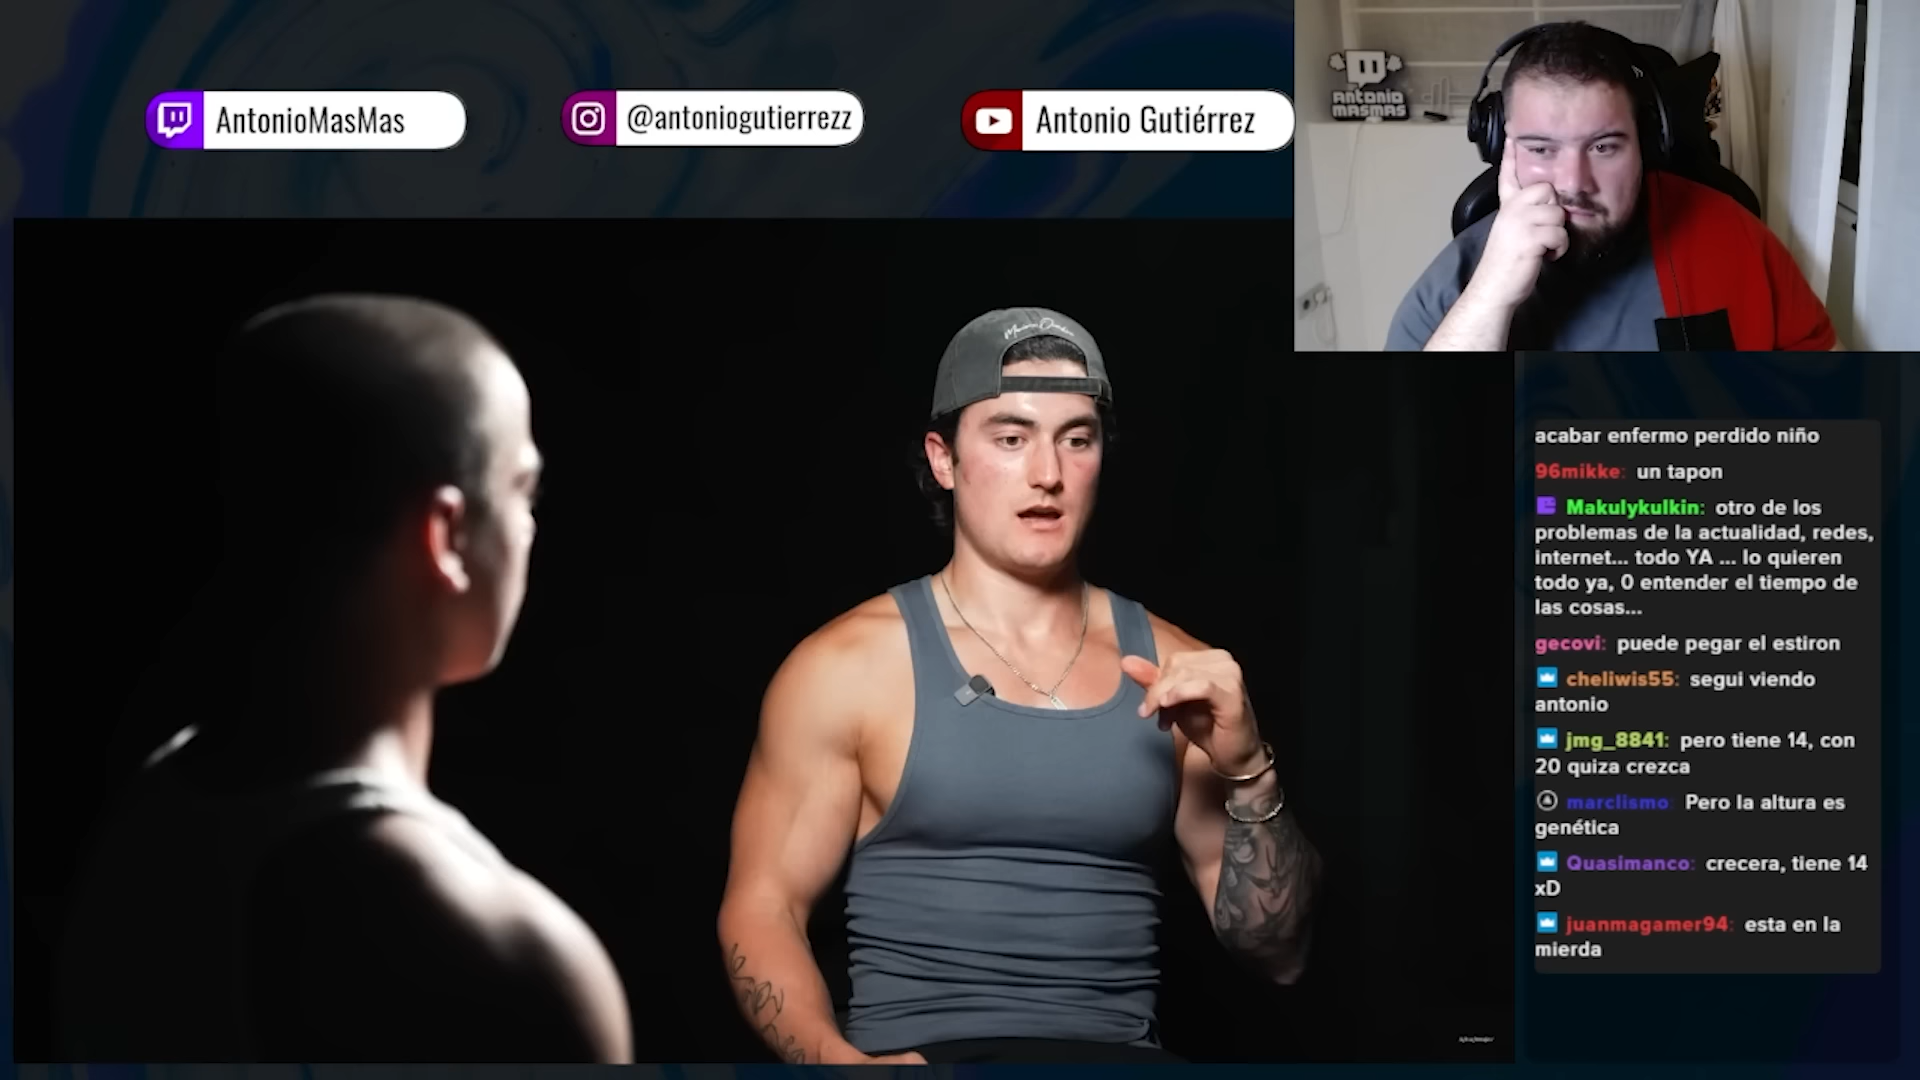 AntonioMasMas
@antoniogutierrezz
Antonio Gutiérrez
ANTONIO
MASMAS
acabar enfermo perdido niño
96mikke: un tapon
Makulykulkin: otro de los
problemas de la actualidad, redes,
internet... todo YA ... lo quieren
todo ya, 0 entender el tiempo de
las cosas...
gecovi: puede pegar el estiron
cheliwis55: segui viendo
antonio
jmg_8841: pero tiene 14, con
20 quiza crezca
marclismo: Pero la altura es
genética
Quasimanco: crecera, tiene 14
xD
juanmagamer94: esta en la
mierda